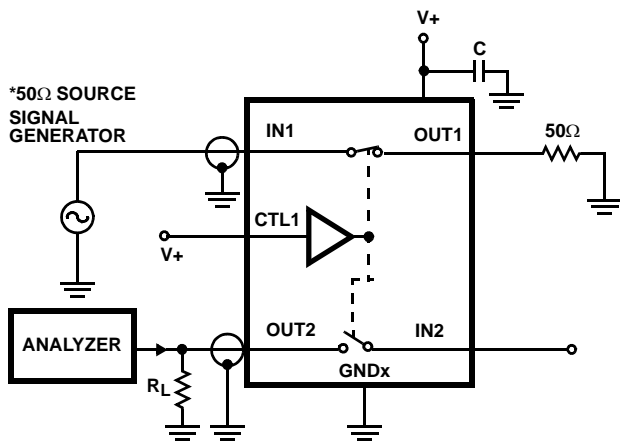 V+
C
*50Ω SOURCE
SIGNAL
GENERATOR
IN1
OUT1
50Ω
CTL1
V+
OUT2
IN2
ANALYZER
GNDx
RL